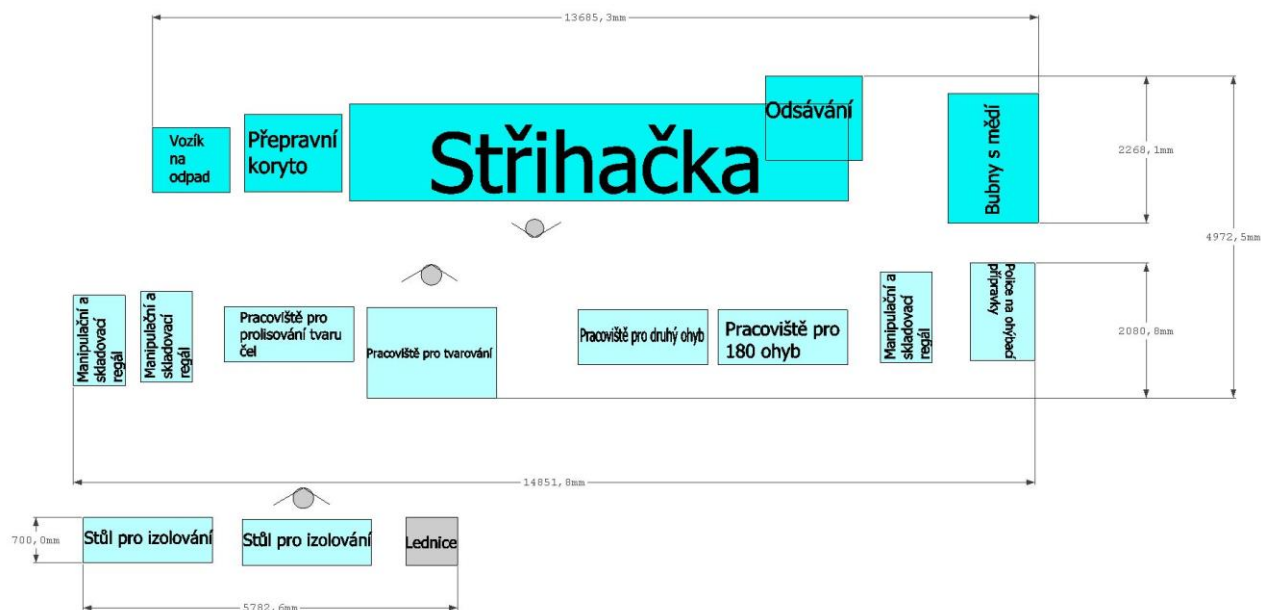 13685,3mm
Odsávání
Vozík
na
odpad
Přepravní
koryto
Střihačka
Bubny s mědí
2268,1mm
4972,5mm
Manipulační a
skladovací
regál
Manipulační a
skladovací
regál
Pracoviště pro
prolisování tvaru
čel
Pracoviště pro tvarování
Pracoviště pro druhý ohyb
Pracoviště pro
180 ohyb
Manipulační a
skladovací
regál
Police na ohýbací
přípravky
2080,8mm
14851,8mm
700,0mm
Stůl pro izolování
Stůl pro izolování
Lednice
5782,6mm